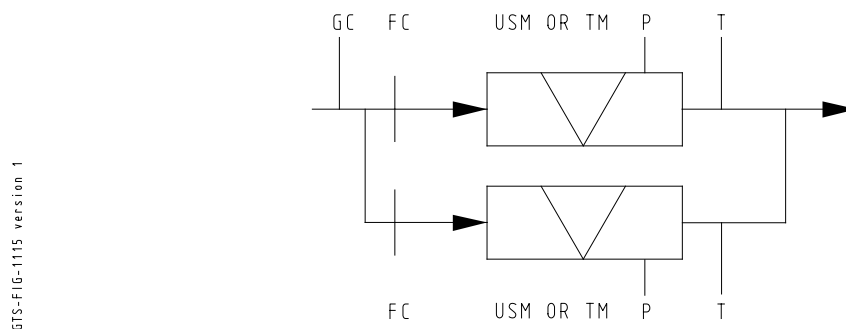 GC FC USM OR TM P T
FC USM OR TM P T
GTS-FIG-1115 version 1